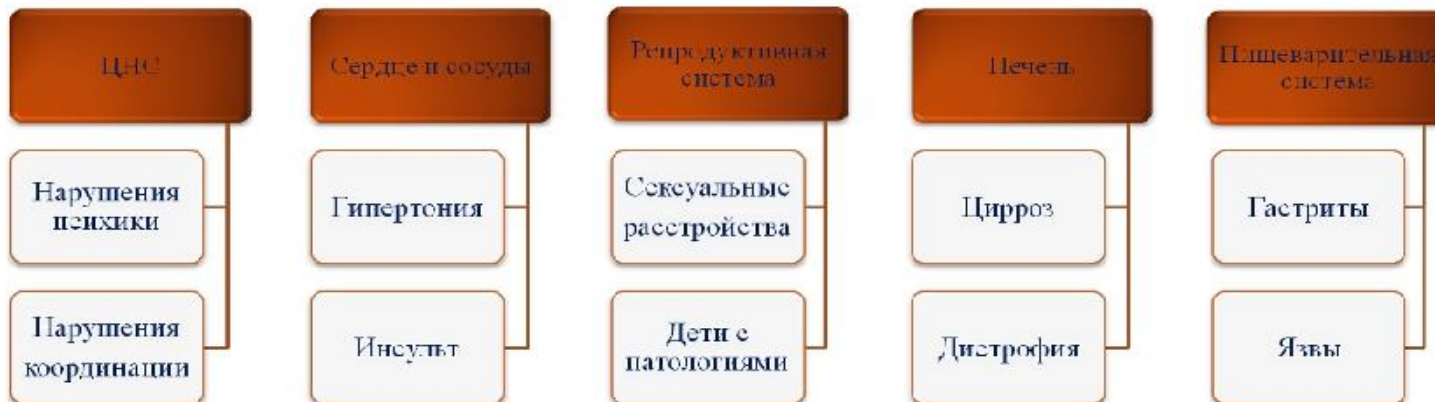 ЦНС
Нарушения
психики
Нарушения
координации
Сердце и сосуды
Гипертония
Инсульт
Репродуктивная
система
Сексуальные
расстройства
Дети с
патологиями
Печень
Цирроз
Дистрофия
Пищеварительная
система
Гастриты
Язвы